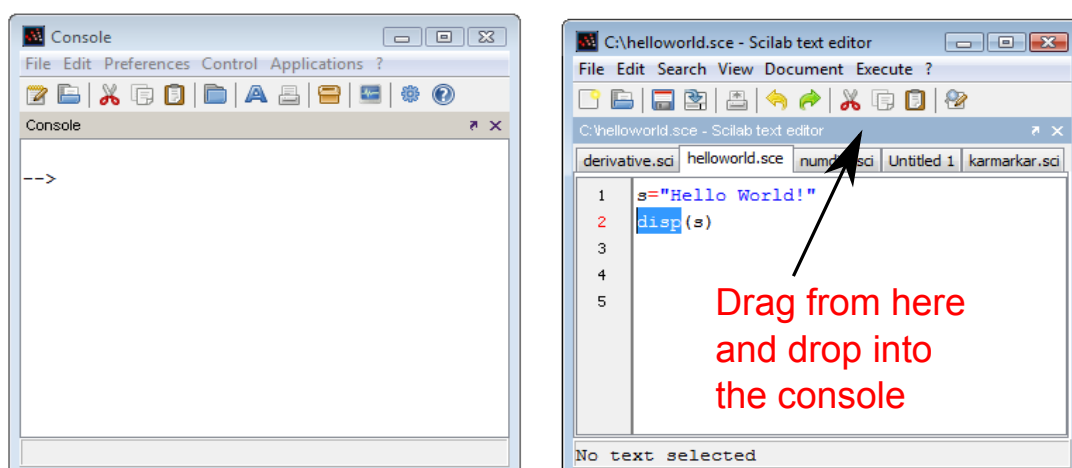 Console
File Edit Preferences Control Applications ?
Console
-->
C:\helloworld.sce - Scilab text editor
File Edit Search View Document Execute ?
C:\helloworld.sce - Scilab text editor
derivative.sci helloworld.sce Untitled 1 karmarkar.sci
1 s="Hello World!"
2 disp(s)
3
4
5
Drag from here
and drop into
the console
No text selected